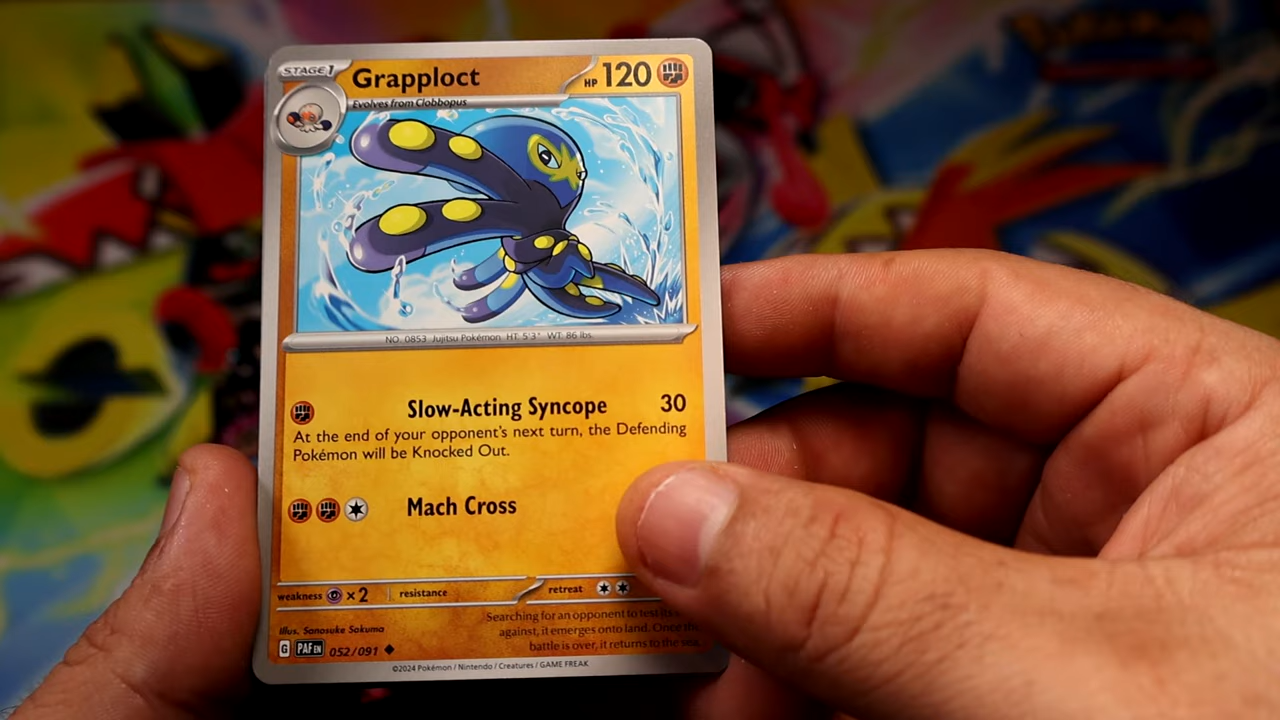 STAGE 1 Grapploct HP 120
Evolves from Clobbopus
NO. 0853 Jujitsu Pokémon HT: 5'3" WT: 86 lbs.
Slow-Acting Syncope 30
At the end of your opponent's next turn, the Defending
Pokémon will be Knocked Out.
Mach Cross
weakness ×2 resistance retreat
Searching for an opponent to test its
against, it emerges onto land. Once the
battle is over, it returns to the sea.
Illus. Sanosuke Sakuma
G PAF EN 052/091
©2024 Pokémon / Nintendo / Creatures / GAME FREAK